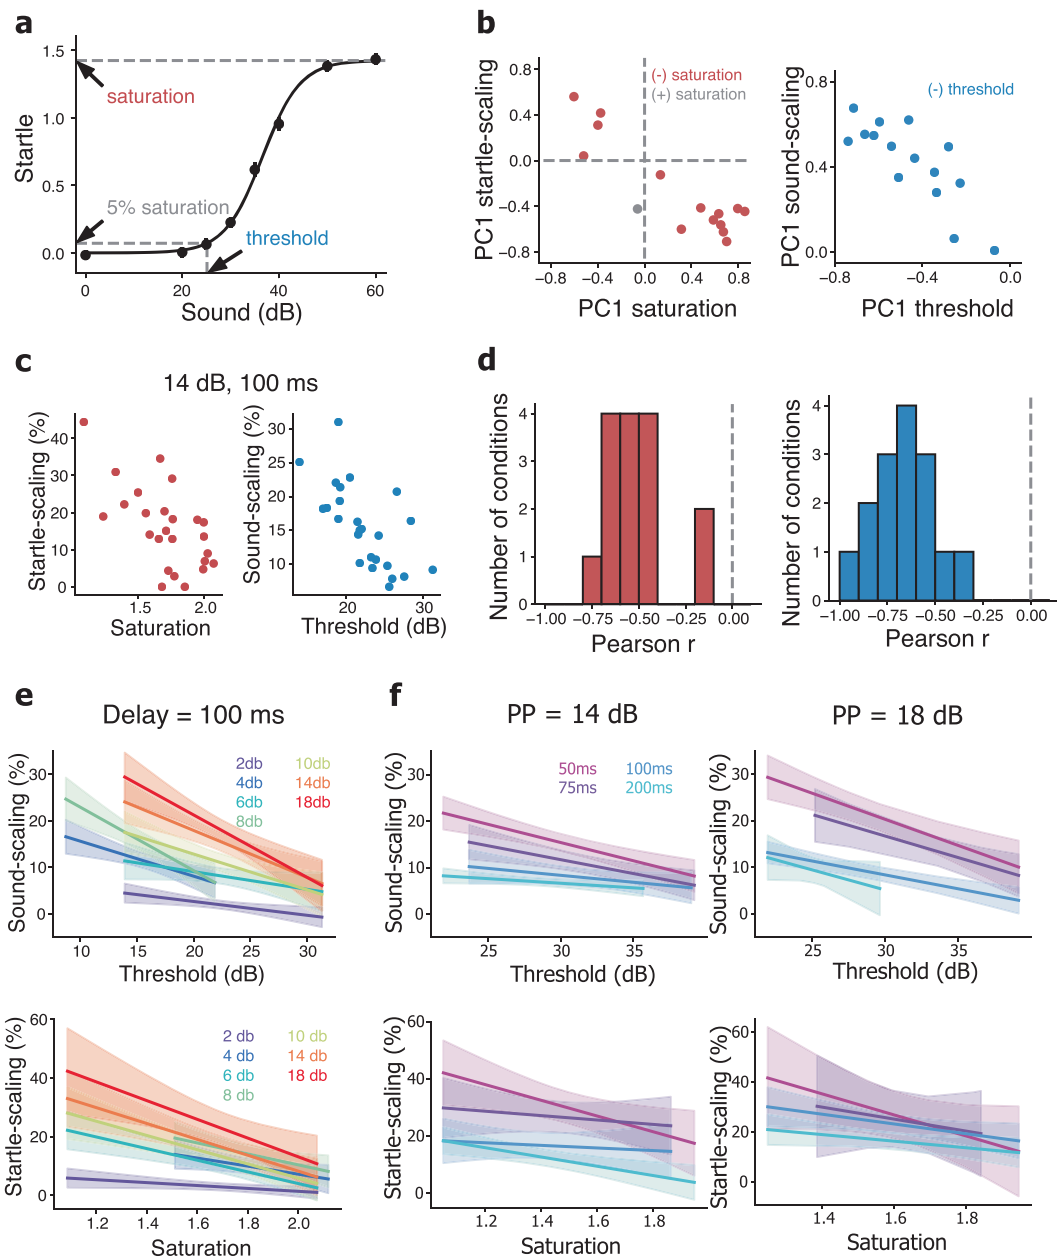 a
1.5
1.0
0.5
0.0
Startle
saturation
5% saturation
threshold
0
20
40
60
Sound (dB)
b
0.8
0.4
0.0
−0.4
−0.8
PC1 startle-scaling
(-) saturation
(+) saturation
−0.8
−0.4
0.0
0.4
0.8
PC1 saturation
0.8
0.4
0.0
PC1 sound-scaling
(-) threshold
−0.8
−0.4
0.0
PC1 threshold
c
14 dB, 100 ms
40
30
20
10
0
Startle-scaling (%)
1.5
2.0
Saturation
30
25
20
15
10
Sound-scaling (%)
20
30
Threshold (dB)
d
4
3
2
1
0
Number of conditions
−1.00
−0.75
−0.50
−0.25
0.00
Pearson r
4
3
2
1
0
Number of conditions
−1.00
−0.75
−0.50
−0.25
0.00
Pearson r
e
Delay = 100 ms
30
20
10
0
Sound-scaling (%)
2db
4db
6db
8db
10db
14db
18db
10
20
30
Threshold (dB)
60
40
20
0
Startle-scaling (%)
2 db
4 db
6 db
8 db
10 db
14 db
18 db
1.2
1.4
1.6
1.8
2.0
Saturation
f
PP = 14 dB
30
20
10
0
Sound-scaling (%)
50ms
75ms
100ms
200ms
25
30
35
Threshold (dB)
PP = 18 dB
30
20
10
0
Sound-scaling (%)
25
30
35
Threshold (dB)
60
40
20
0
Startle-scaling (%)
1.2
1.4
1.6
1.8
Saturation
60
40
20
0
Startle-scaling (%)
1.4
1.6
1.8
Saturation